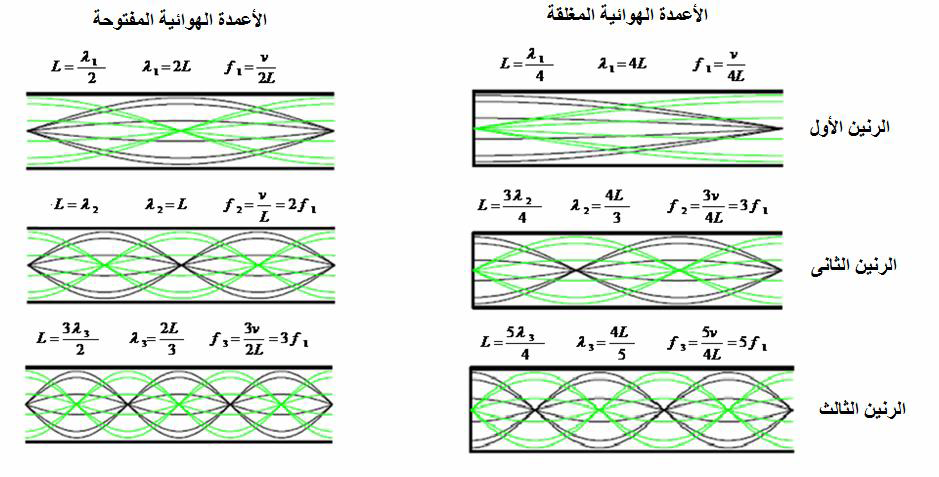 الأعمدة الهوائية المغلقة
L = λ₁/4 λ₁ = 4L f₁ = v/4L
الرنين الأول
L = 3λ₂/4 λ₂ = 4L/3 f₂ = 3v/4L = 3f₁
الرنين الثانى
L = 5λ₃/4 λ₃ = 4L/5 f₃ = 5v/4L = 5f₁
الرنين الثالث
الأعمدة الهوائية المفتوحة
L = λ₁/2 λ₁ = 2L f₁ = v/2L
L = λ₂ λ₂ = L f₂ = v/L = 2f₁
L = 3λ₃/2 λ₃ = 2L/3 f₃ = 3v/2L = 3f₁